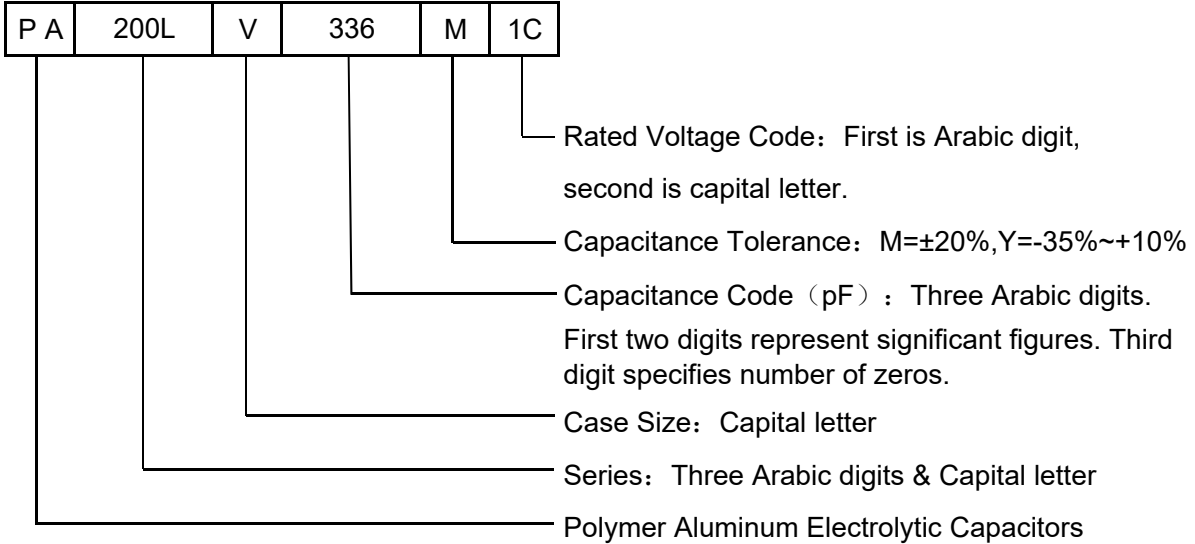 PA 200L V 336 M 1C
Rated Voltage Code：First is Arabic digit,
second is capital letter.
Capacitance Tolerance：M=±20%,Y=-35%~+10%
Capacitance Code（pF）：Three Arabic digits.
First two digits represent significant figures. Third
digit specifies number of zeros.
Case Size：Capital letter
Series：Three Arabic digits & Capital letter
Polymer Aluminum Electrolytic Capacitors